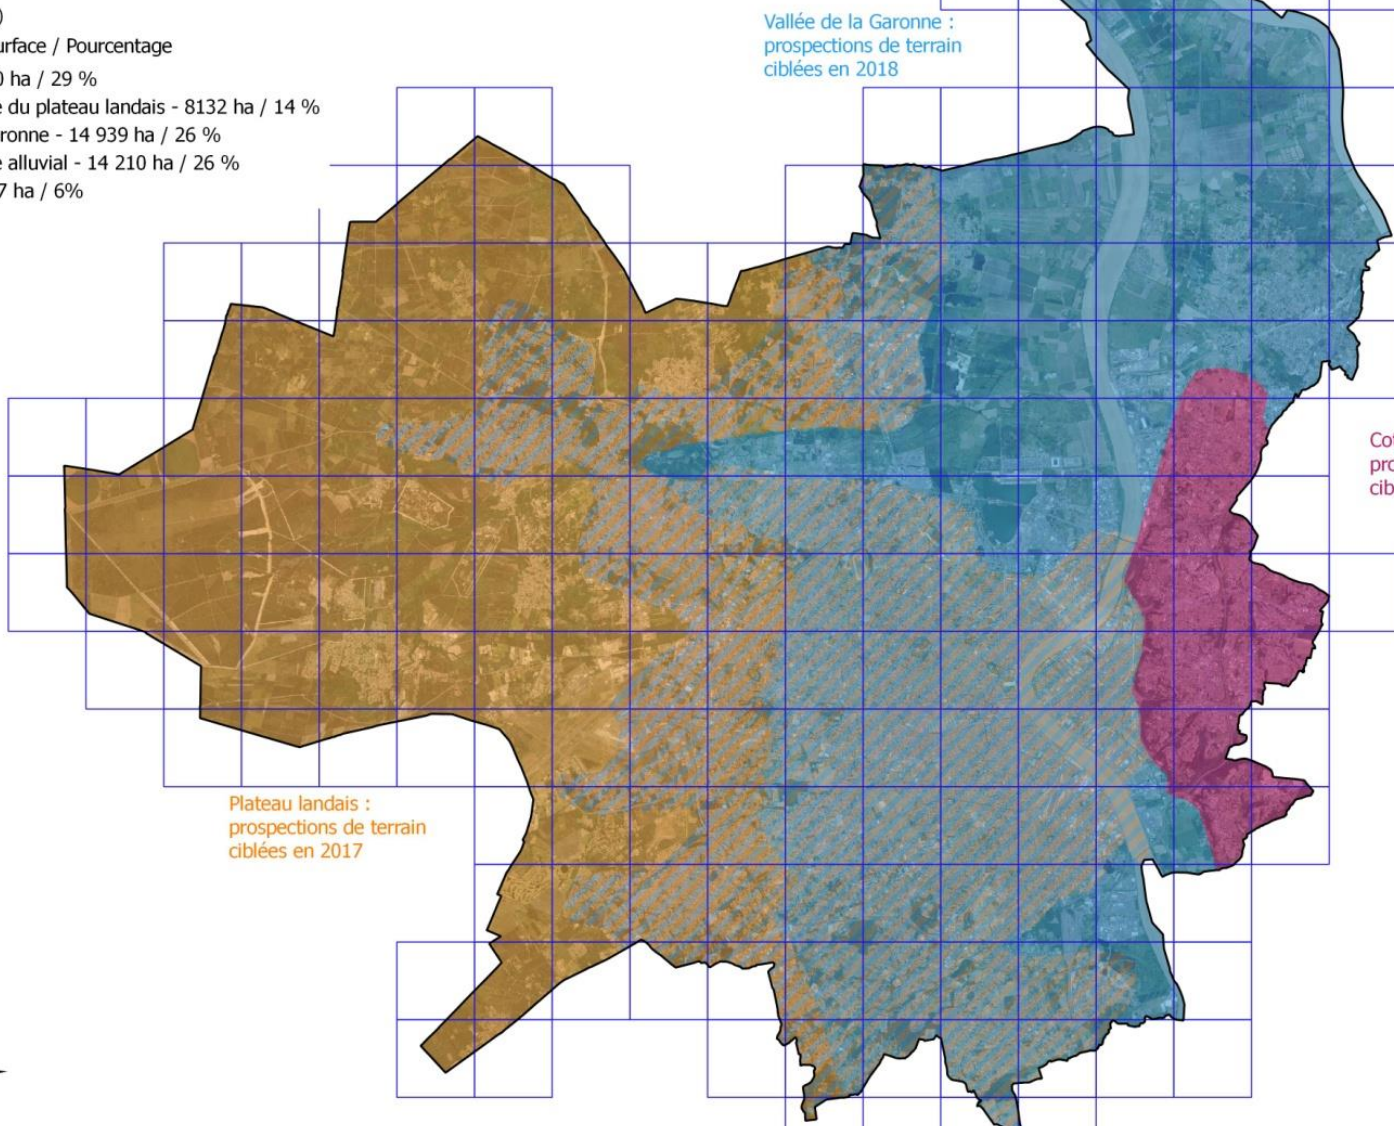 )
urface / Pourcentage
0 ha / 29 %
e du plateau landais - 8132 ha / 14 %
ronne - 14 939 ha / 26 %
e alluvial - 14 210 ha / 26 %
7 ha / 6%
Vallée de la Garonne :
prospections de terrain
ciblées en 2018
Cot
pro
cib
Plateau landais :
prospections de terrain
ciblées en 2017